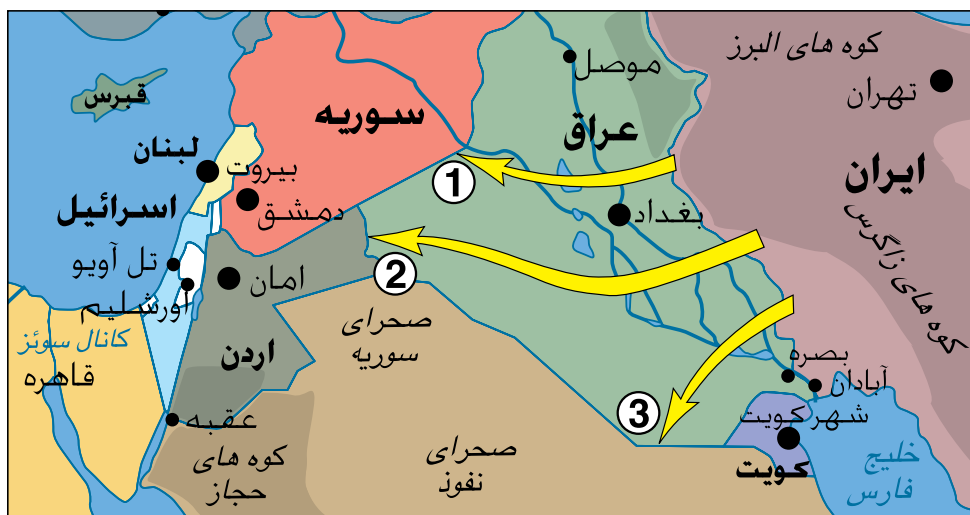 کوه های البرز
تهران
موصل
قبرس
سوریه
عراق
لبنان
بیروت
ایران
اسرائیل
دمشق
بغداد
1
کوه های زاگرس
تل آویو
امان
2
اورشلیم
صحرای
سوریه
کانال سوئز
قاهره
اردن
بصره
آبادان
3
شهر کویت
عقبه
کوه های
حجاز
صحرای
نفوذ
کویت
خلیج
فارس